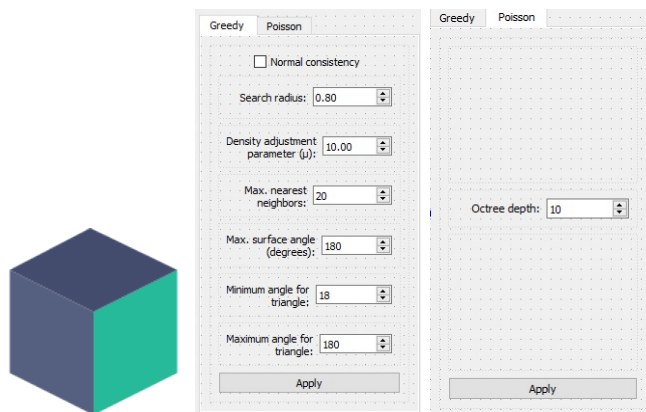 Greedy
Poisson
Normal consistency
Search radius: 0.80
Density adjustment
parameter (μ): 10.00
Max. nearest
neighbors: 20
Max. surface angle
(degrees): 180
Minimum angle for
triangle: 18
Maximum angle for
triangle: 180
Apply
Greedy
Poisson
Octree depth: 10
Apply